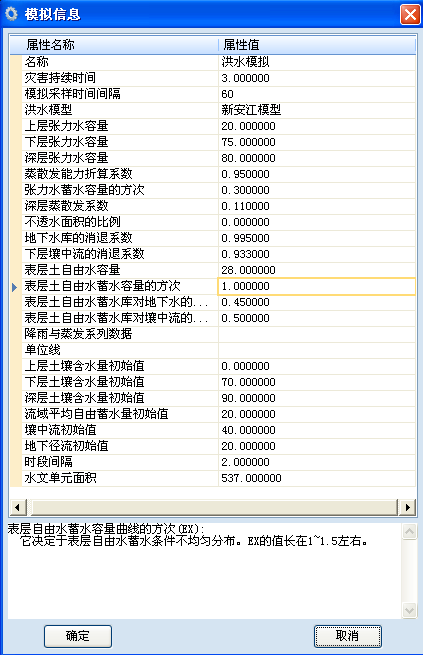 模拟信息
属性名称 属性值
名称 洪水模拟
灾害持续时间 3.000000
模拟采样时间间隔 60
洪水模型 新安江模型
上层张力水容量 20.000000
下层张力水容量 75.000000
深层张力水容量 80.000000
蒸散发能力折算系数 0.950000
张力水蓄水容量的方次 0.300000
深层蒸散发系数 0.110000
不透水面积的比例 0.000000
地下水库的消退系数 0.995000
下层壤中流的消退系数 0.933000
表层土自由水容量 28.000000
表层土自由水蓄水容量的方次 1.000000
表层土自由水蓄水库对地下水的... 0.450000
表层土自由水蓄水库对壤中流的... 0.500000
降雨与蒸发系列数据
单位线
上层土壤含水量初始值 0.000000
下层土壤含水量初始值 70.000000
深层土壤含水量初始值 90.000000
流域平均自由蓄水量初始值 20.000000
壤中流初始值 40.000000
地下径流初始值 20.000000
时段间隔 2.000000
水文单元面积 537.000000
表层自由水蓄水容量曲线的方次(EX):
它决定于表层自由水蓄水条件不均匀分布。EX的值长在1~1.5左右。
确定 取消